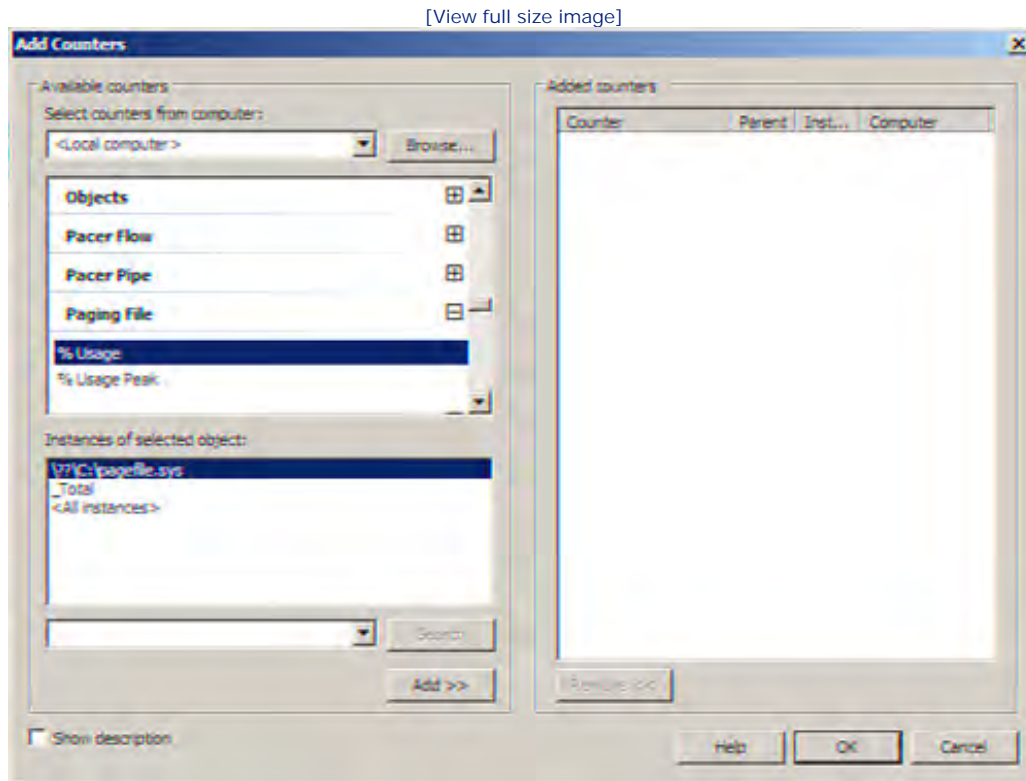 [View full size image]
Add Counters
Available counters
Select counters from computer:
<Local computer>
Browse...
Objects
Pacer Flow
Pacer Pipe
Paging File
% Usage
% Usage Peak
Instances of selected object:
\??\C:\pagefile.sys
_Total
<All instances>
Search
Add >>
Show description
Added counters
Counter Parent Inst... Computer
Remove <<
Help OK Cancel